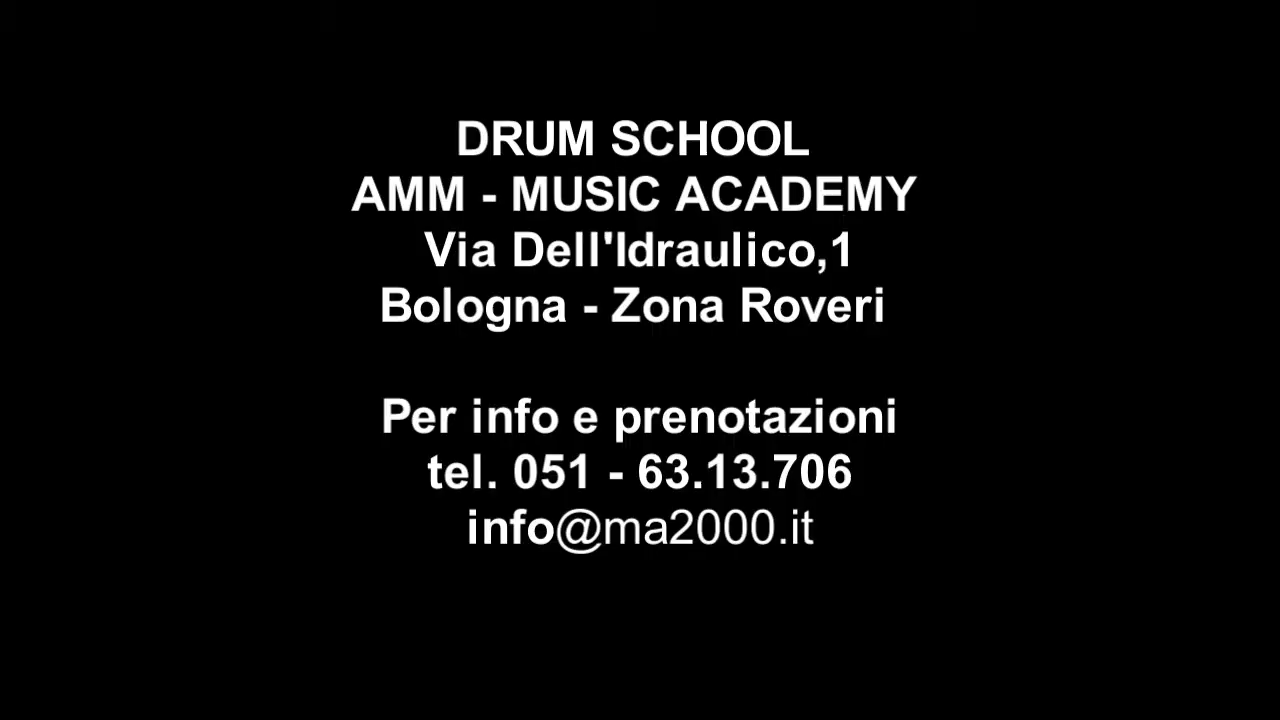 DRUM SCHOOL
AMM - MUSIC ACADEMY
Via Dell'Idraulico,1
Bologna - Zona Roveri
Per info e prenotazioni
tel. 051 - 63.13.706
info@ma2000.it